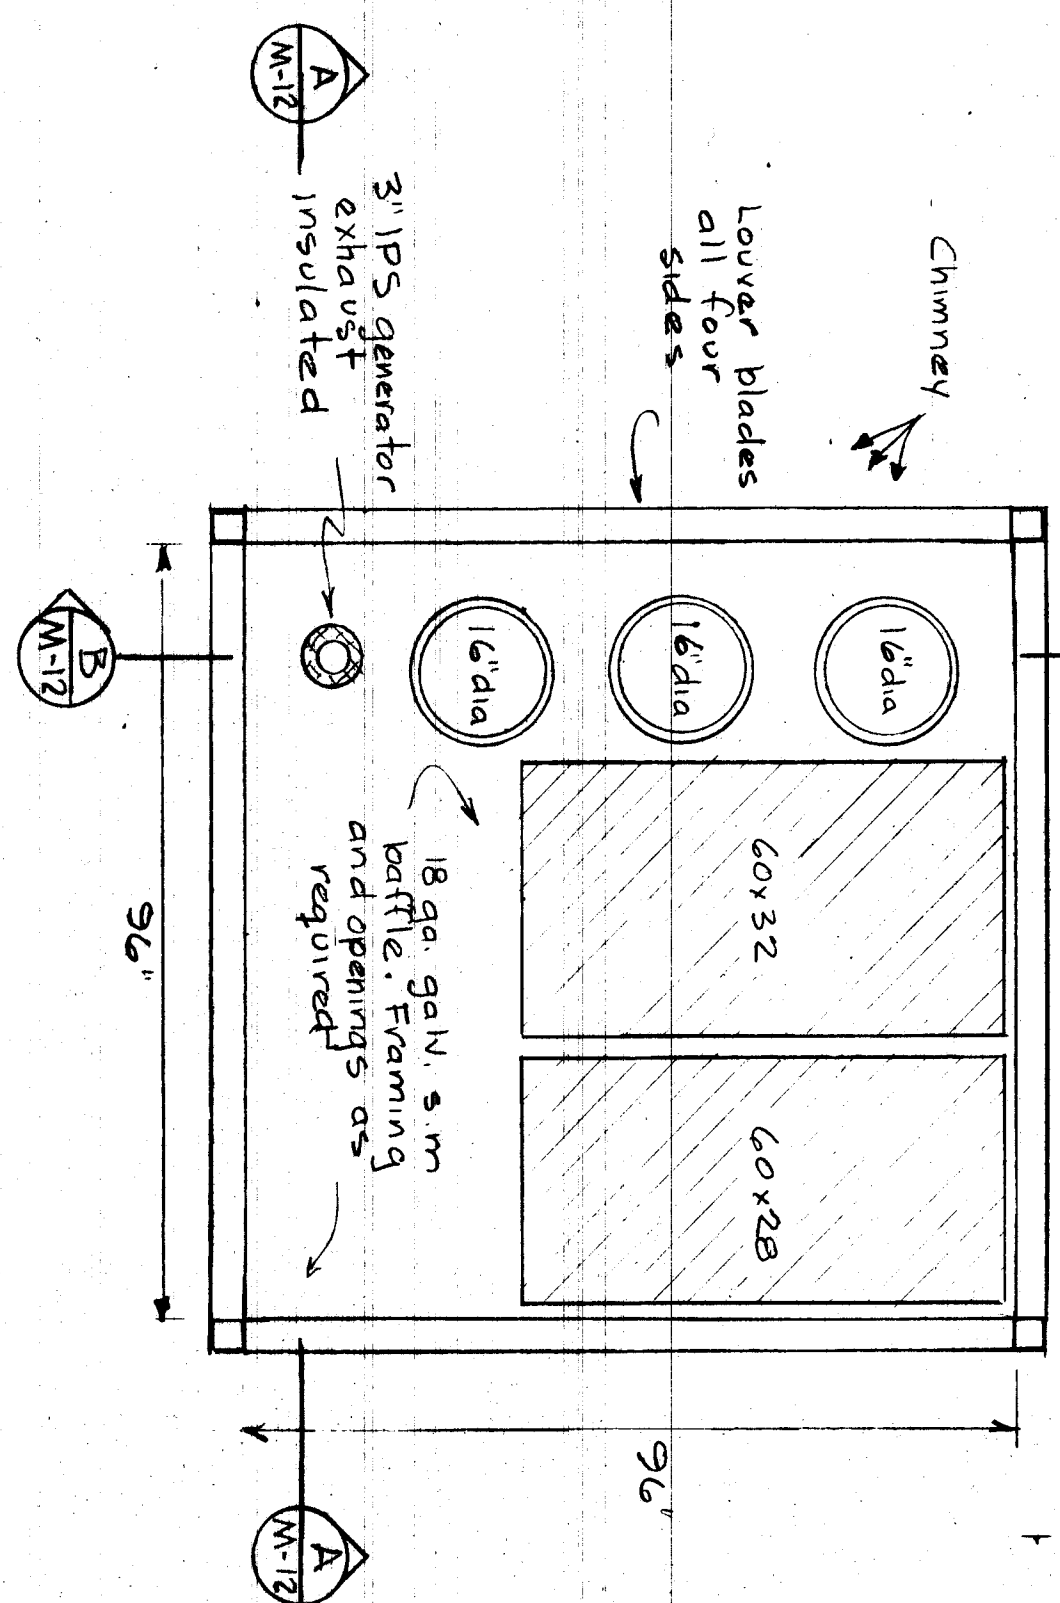 Chimney
Louver blades
all four
sides
3" IPS generator
exhaust
insulated
A
M-12
16"dia
16"dia
16"dia
60x32
60x28
18 ga. galv. s.m
baffle. Framing
and openings as
required
96"
96"
B
M-12
A
M-12